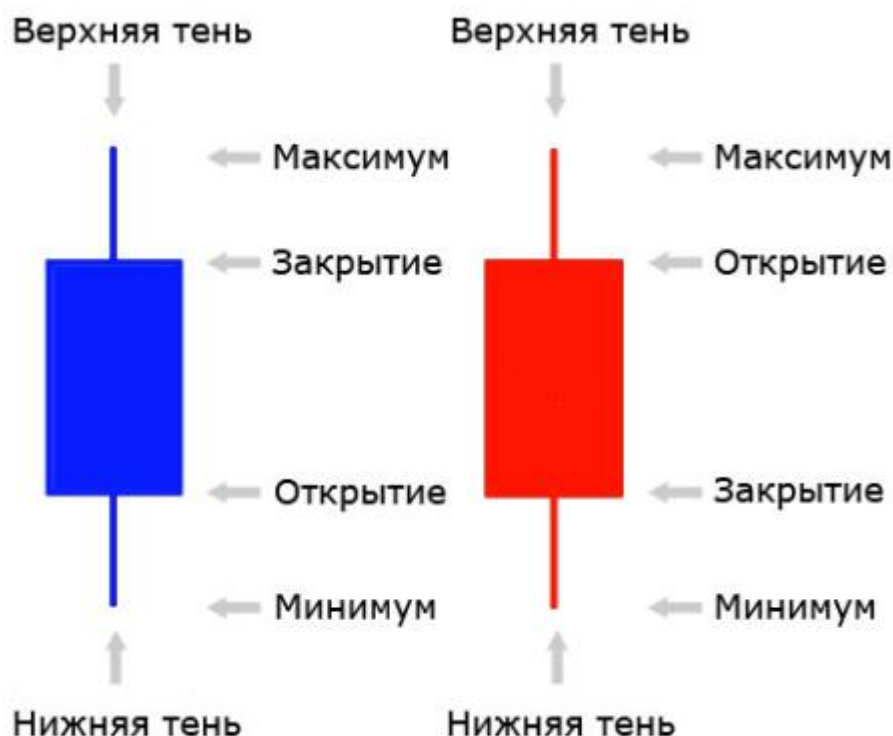 Верхняя тень
Верхняя тень
Максимум
Максимум
Закрытие
Открытие
Открытие
Закрытие
Минимум
Минимум
Нижняя тень
Нижняя тень